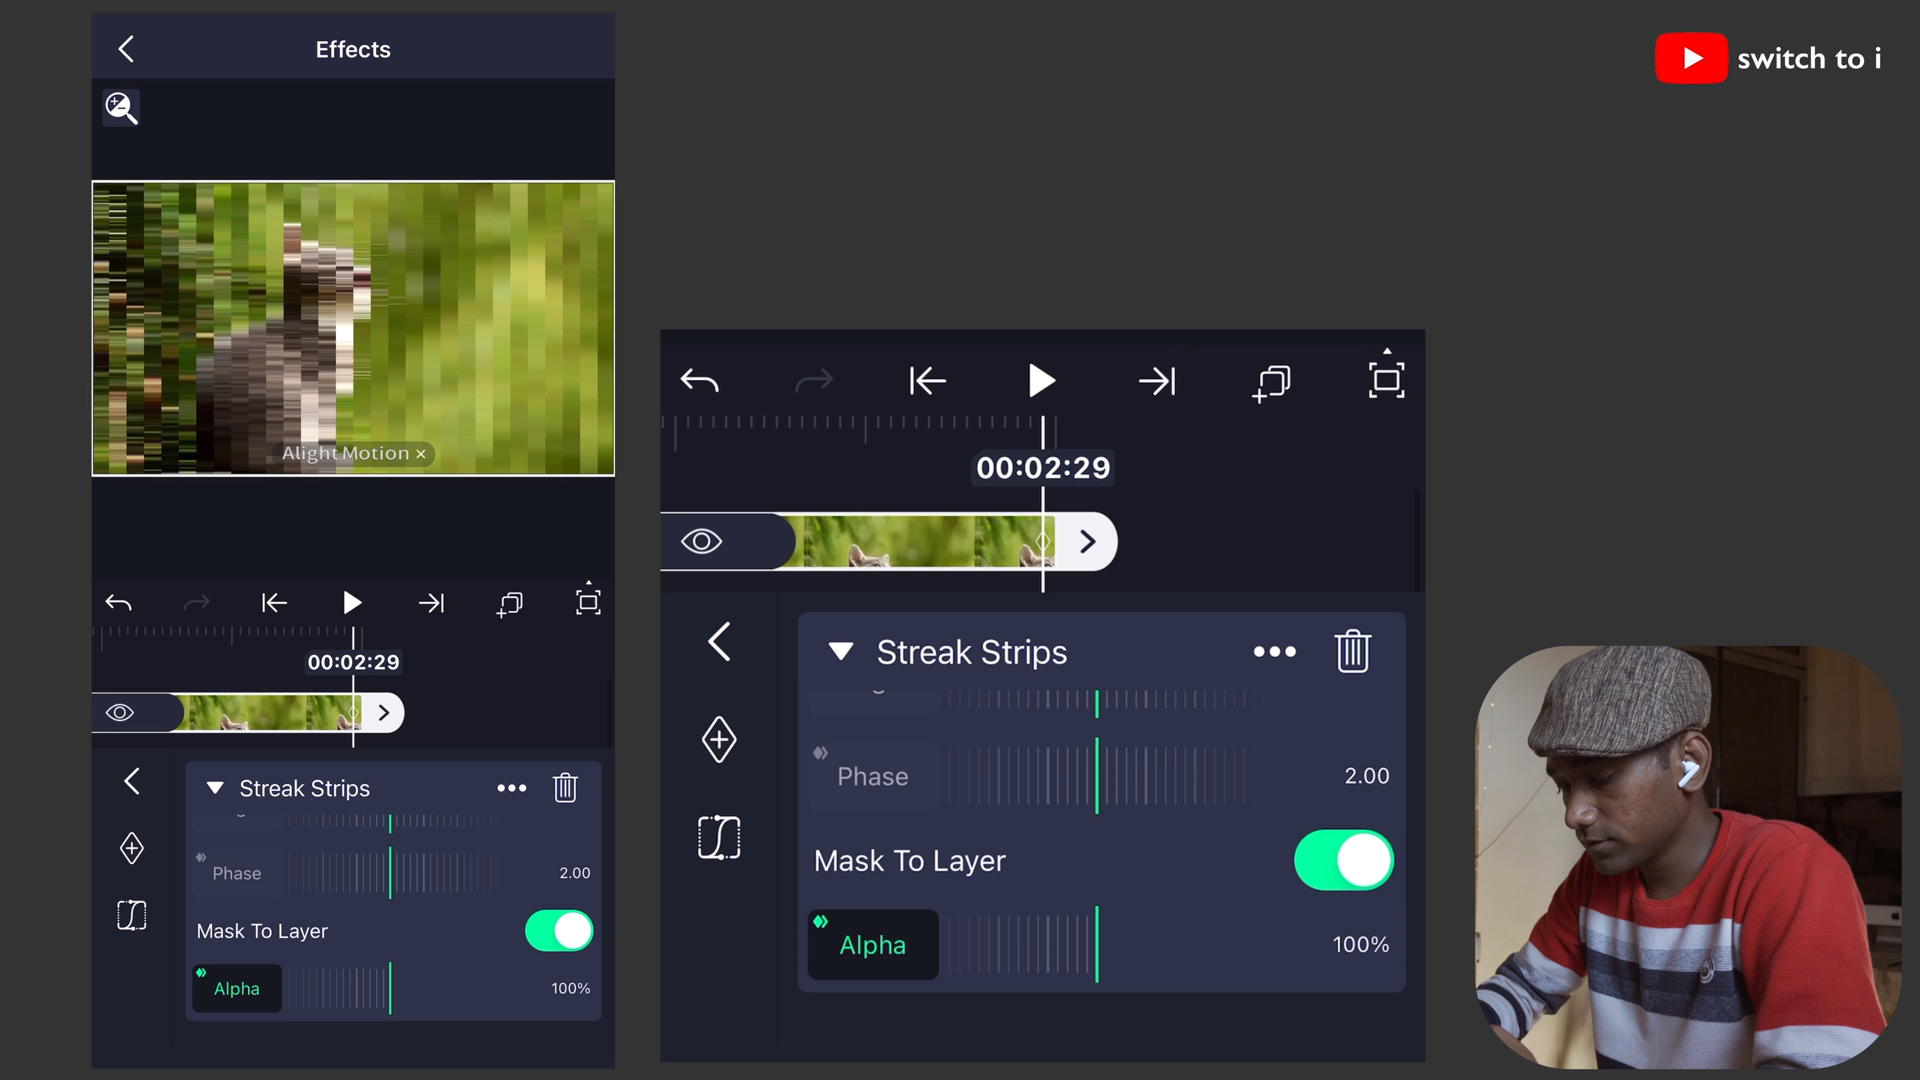 Effects
switch to i
Alight Motion ×
00:02:29
Streak Strips
Phase
2.00
Mask To Layer
Alpha
100%
00:02:29
Streak Strips
Phase
2.00
Mask To Layer
Alpha
100%